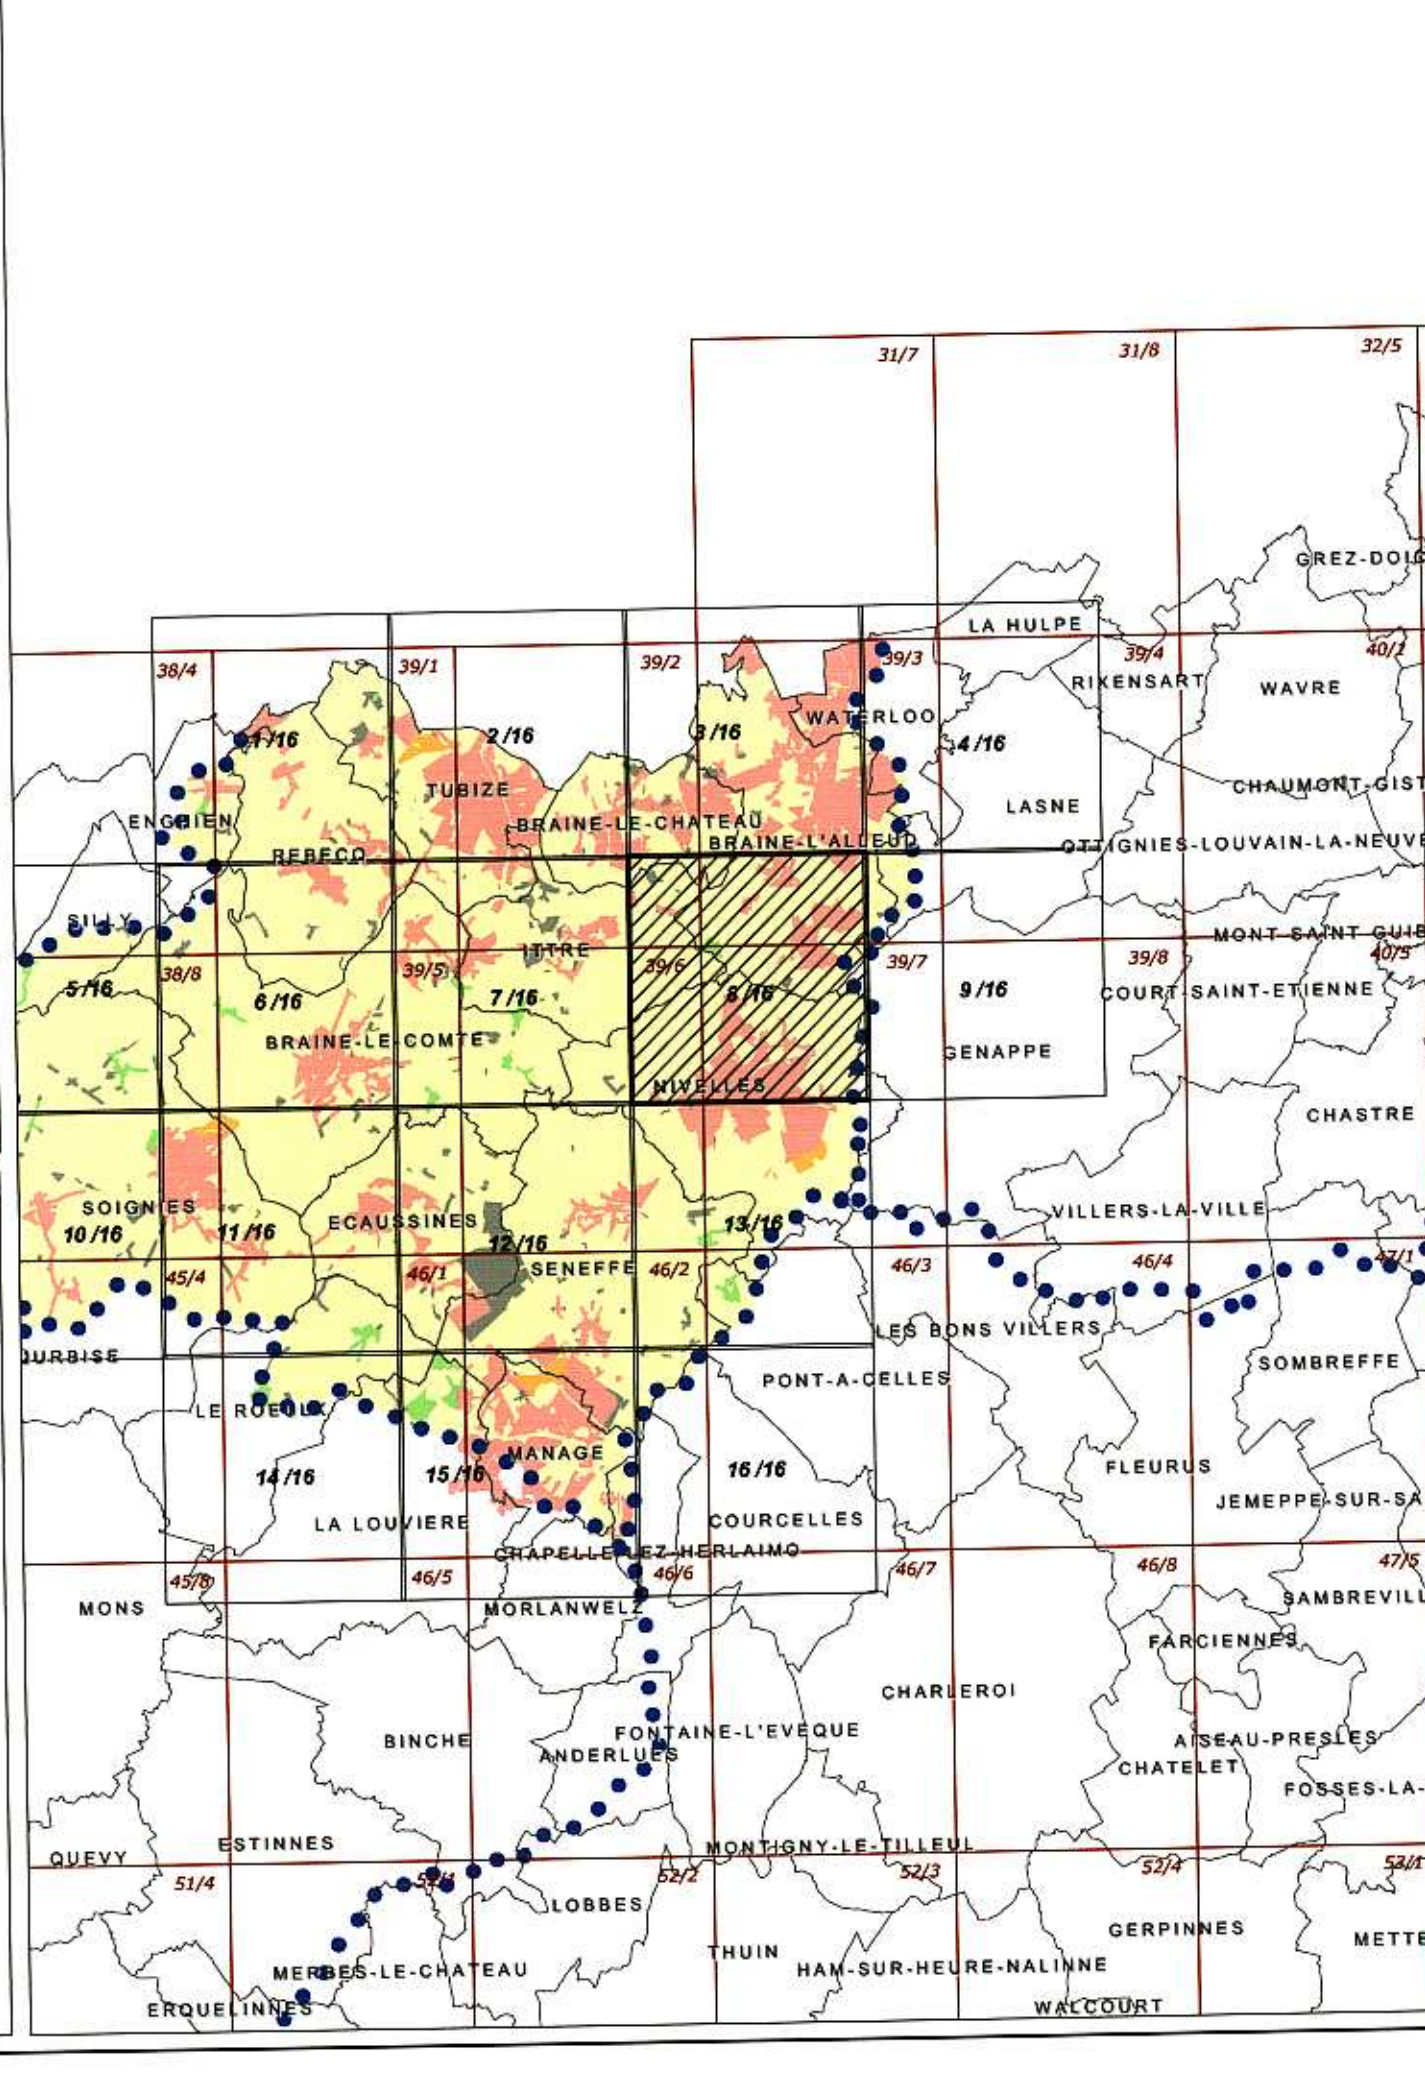 31/7
31/8
32/5
GREZ-DOIC
LA HULPE
38/4
39/1
39/2
39/3
39/4
40/1
RIXENSART
WAVRE
WATERLOO
1/16
2/16
3/16
4/16
TUBIZE
CHAUMONT-GIST
LASNE
ENGHIEN
BRAINE-LE-CHATEAU
BRAINE-L'ALLEUD
OTTIGNIES-LOUVAIN-LA-NEUVE
REBECQ
SILLY
MONT-SAINT-GUIB
ITTRE
38/8
39/5
39/6
39/7
39/8
40/5
5/16
6/16
7/16
8/16
9/16
COURT-SAINT-ETIENNE
BRAINE-LE-COMTE
GENAPPE
NIVELLES
CHASTRE
SOIGNIES
VILLERS-LA-VILLE
ECAUSSINES
10/16
11/16
12/16
13/16
SENEFFE
45/4
46/1
46/2
46/3
46/4
47/1
LES BONS VILLERS
URBISE
SOMBREFFE
PONT-A-CELLES
LE ROEULX
MANAGE
14/16
15/16
16/16
FLEURUS
JEMEPPE-SUR-SA
LA LOUVIERE
COURCELLES
CHAPELLE-LEZ-HERLAIMO
45/8
46/5
46/6
46/7
46/8
47/5
MONS
MORLANWELZ
SAMBREVILL
FARCIENNES
CHARLEROI
BINCHE
FONTAINE-L'EVEQUE
AISEAU-PRESLES
ANDERLUES
CHATELET
FOSSES-LA-
ESTINNES
MONTIGNY-LE-TILLEUL
QUEVY
51/4
52/1
52/2
52/3
52/4
53/1
LOBBES
GERPINNES
THUIN
METTE
MERBES-LE-CHATEAU
HAM-SUR-HEURE-NALINNE
ERQUELINNES
WALCOURT